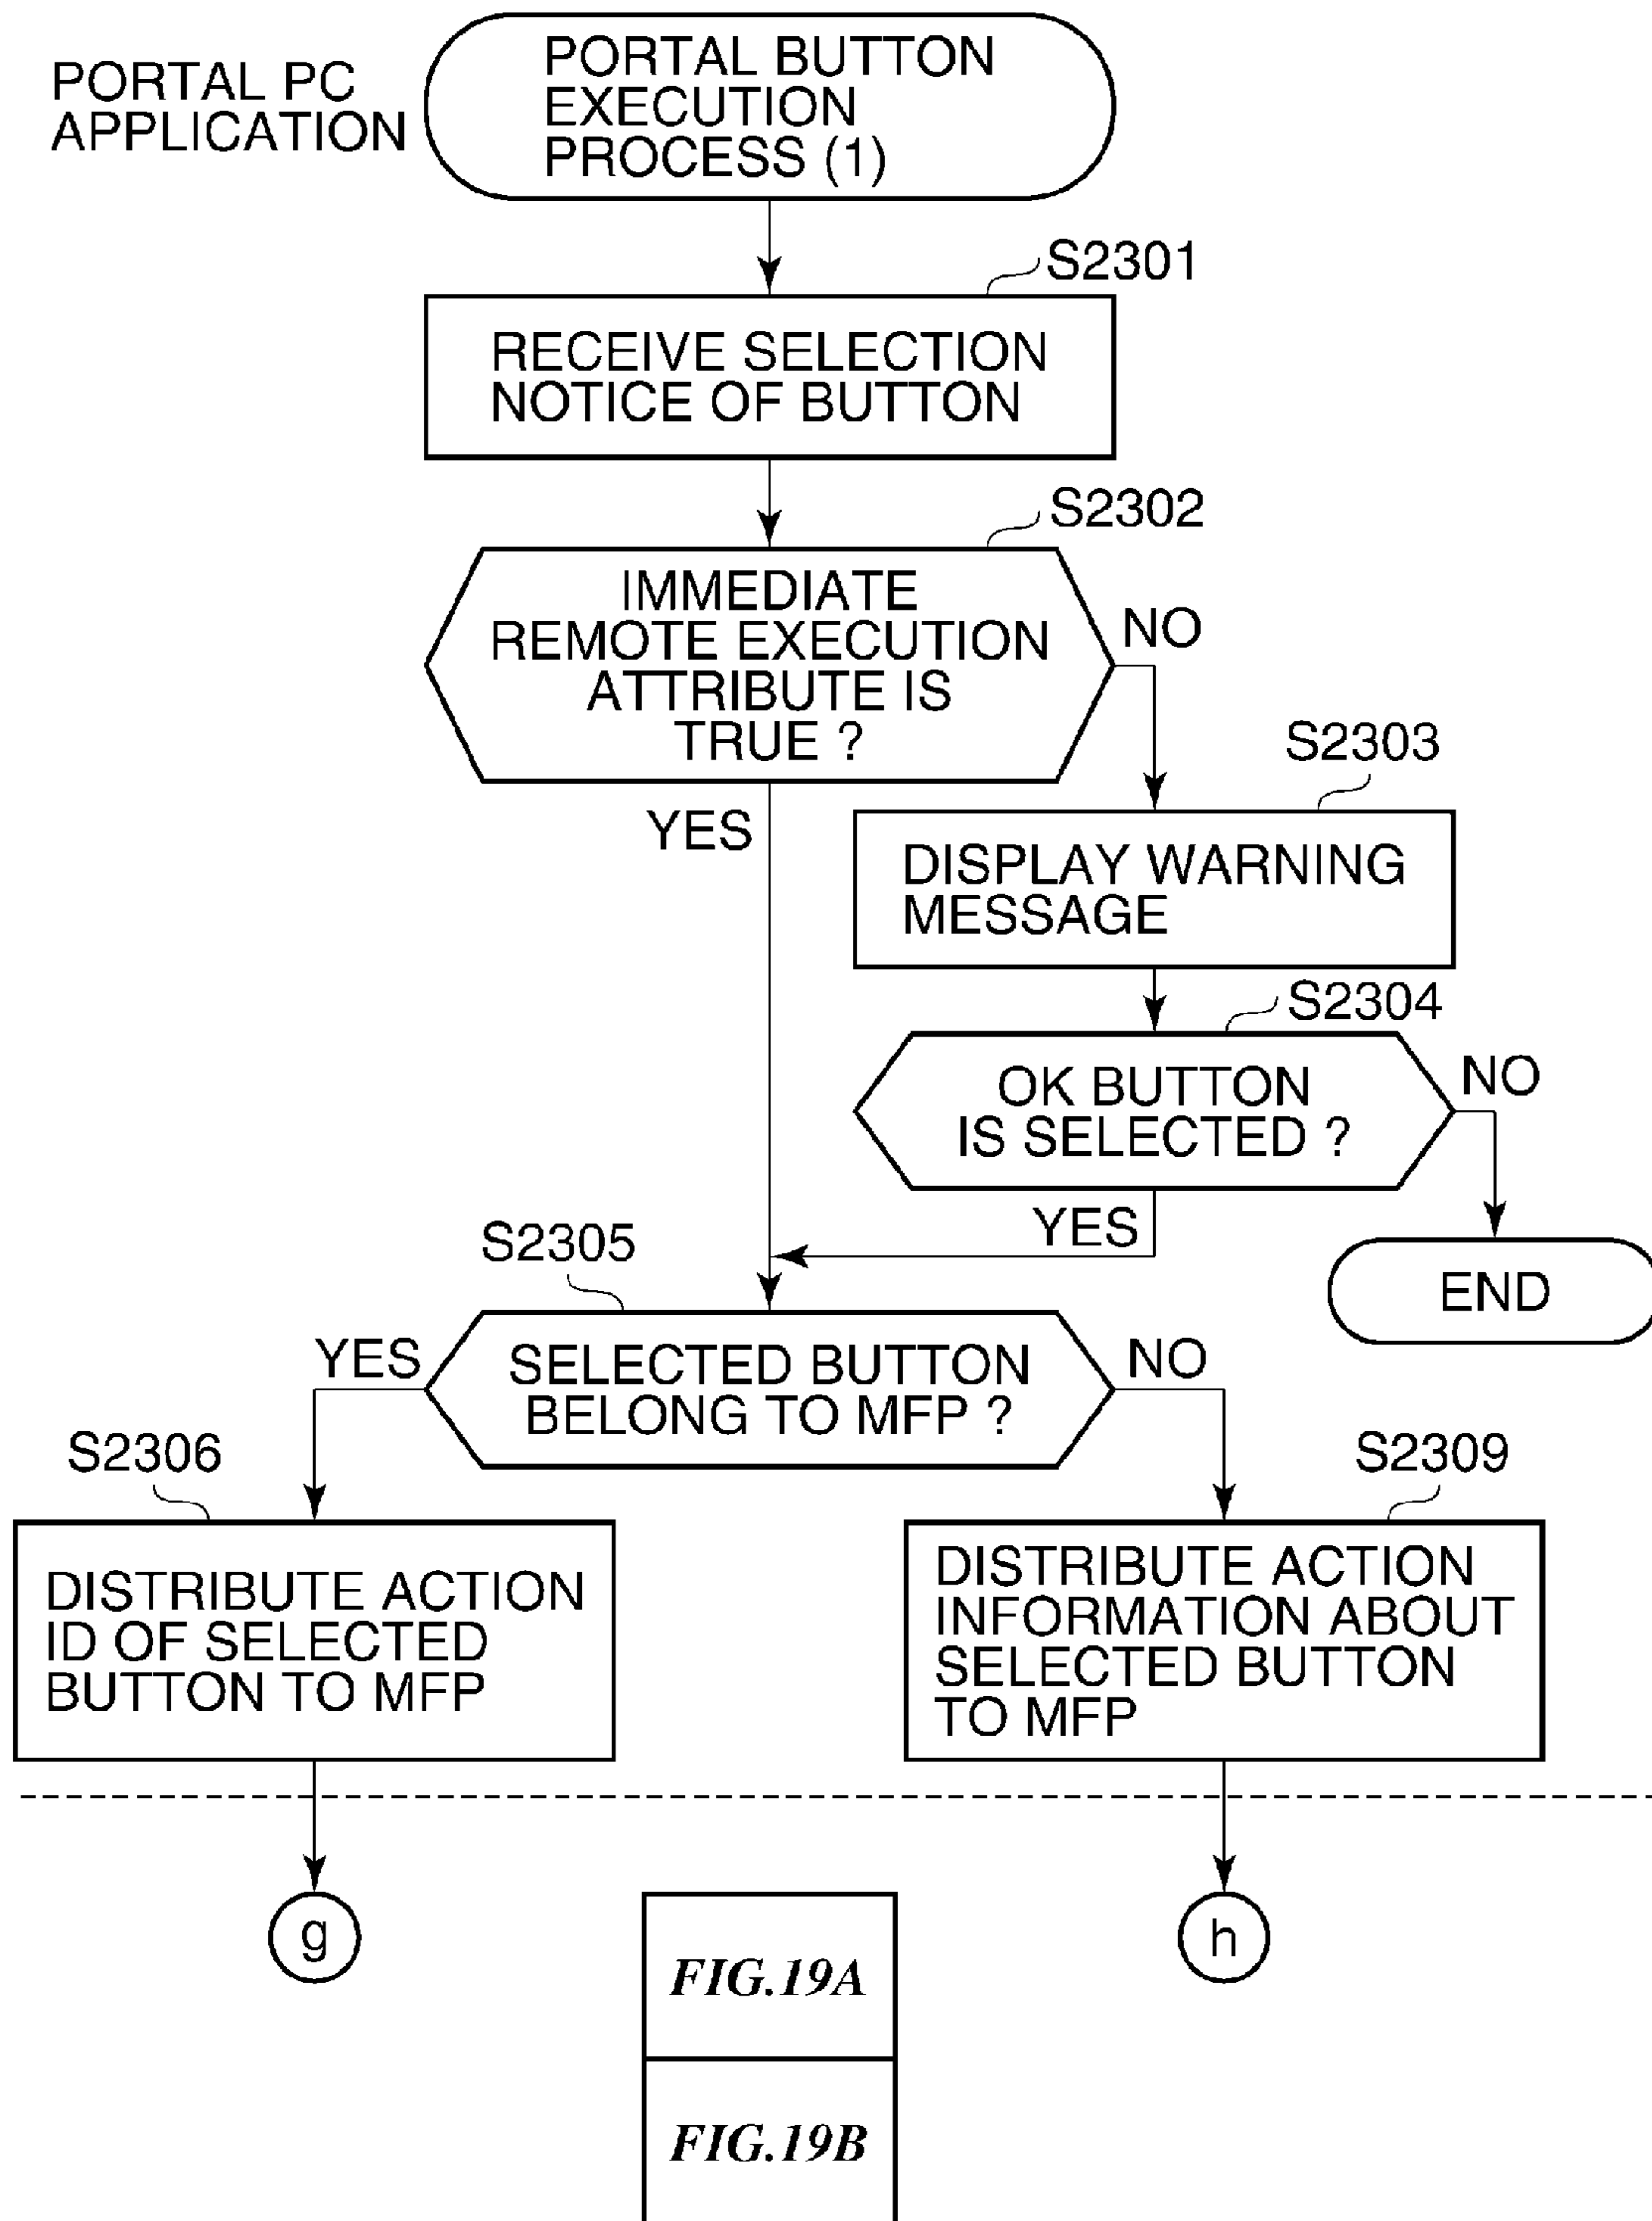 PORTAL PC
APPLICATION
PORTAL BUTTON
EXECUTION
PROCESS (1)
S2301
RECEIVE SELECTION
NOTICE OF BUTTON
S2302
IMMEDIATE
REMOTE EXECUTION
ATTRIBUTE IS
TRUE ?
NO
YES
S2303
DISPLAY WARNING
MESSAGE
S2304
OK BUTTON
IS SELECTED ?
NO
YES
END
S2305
SELECTED BUTTON
BELONG TO MFP ?
YES
NO
S2306
DISTRIBUTE ACTION
ID OF SELECTED
BUTTON TO MFP
S2309
DISTRIBUTE ACTION
INFORMATION ABOUT
SELECTED BUTTON
TO MFP
g
h
FIG.19A
FIG.19B